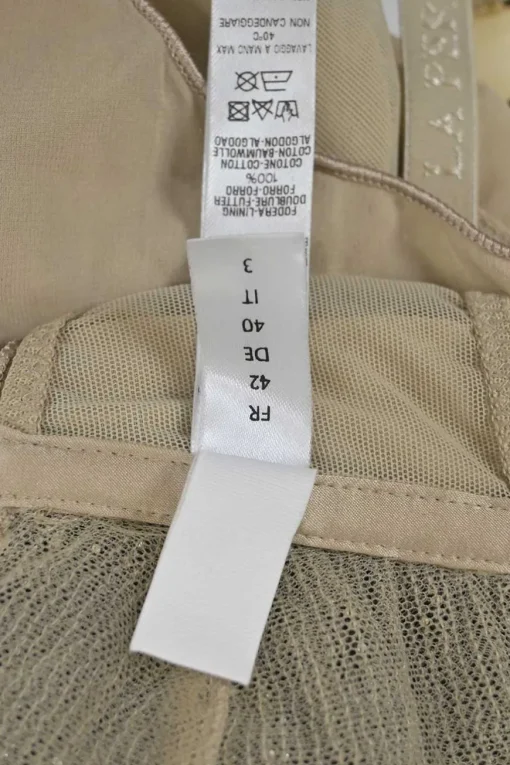 FR
42
DE
40
IT
3
FODERA-LINING
DOUBLURE-FUTTER
FORRO-FORRO
100%
COTONE-COTTON
COTON-BAUMWOLLE
ALGODON-ALGODAO
LAVAGGIO A MANO MAX
40°C
NON CANDEGGIARE
LA